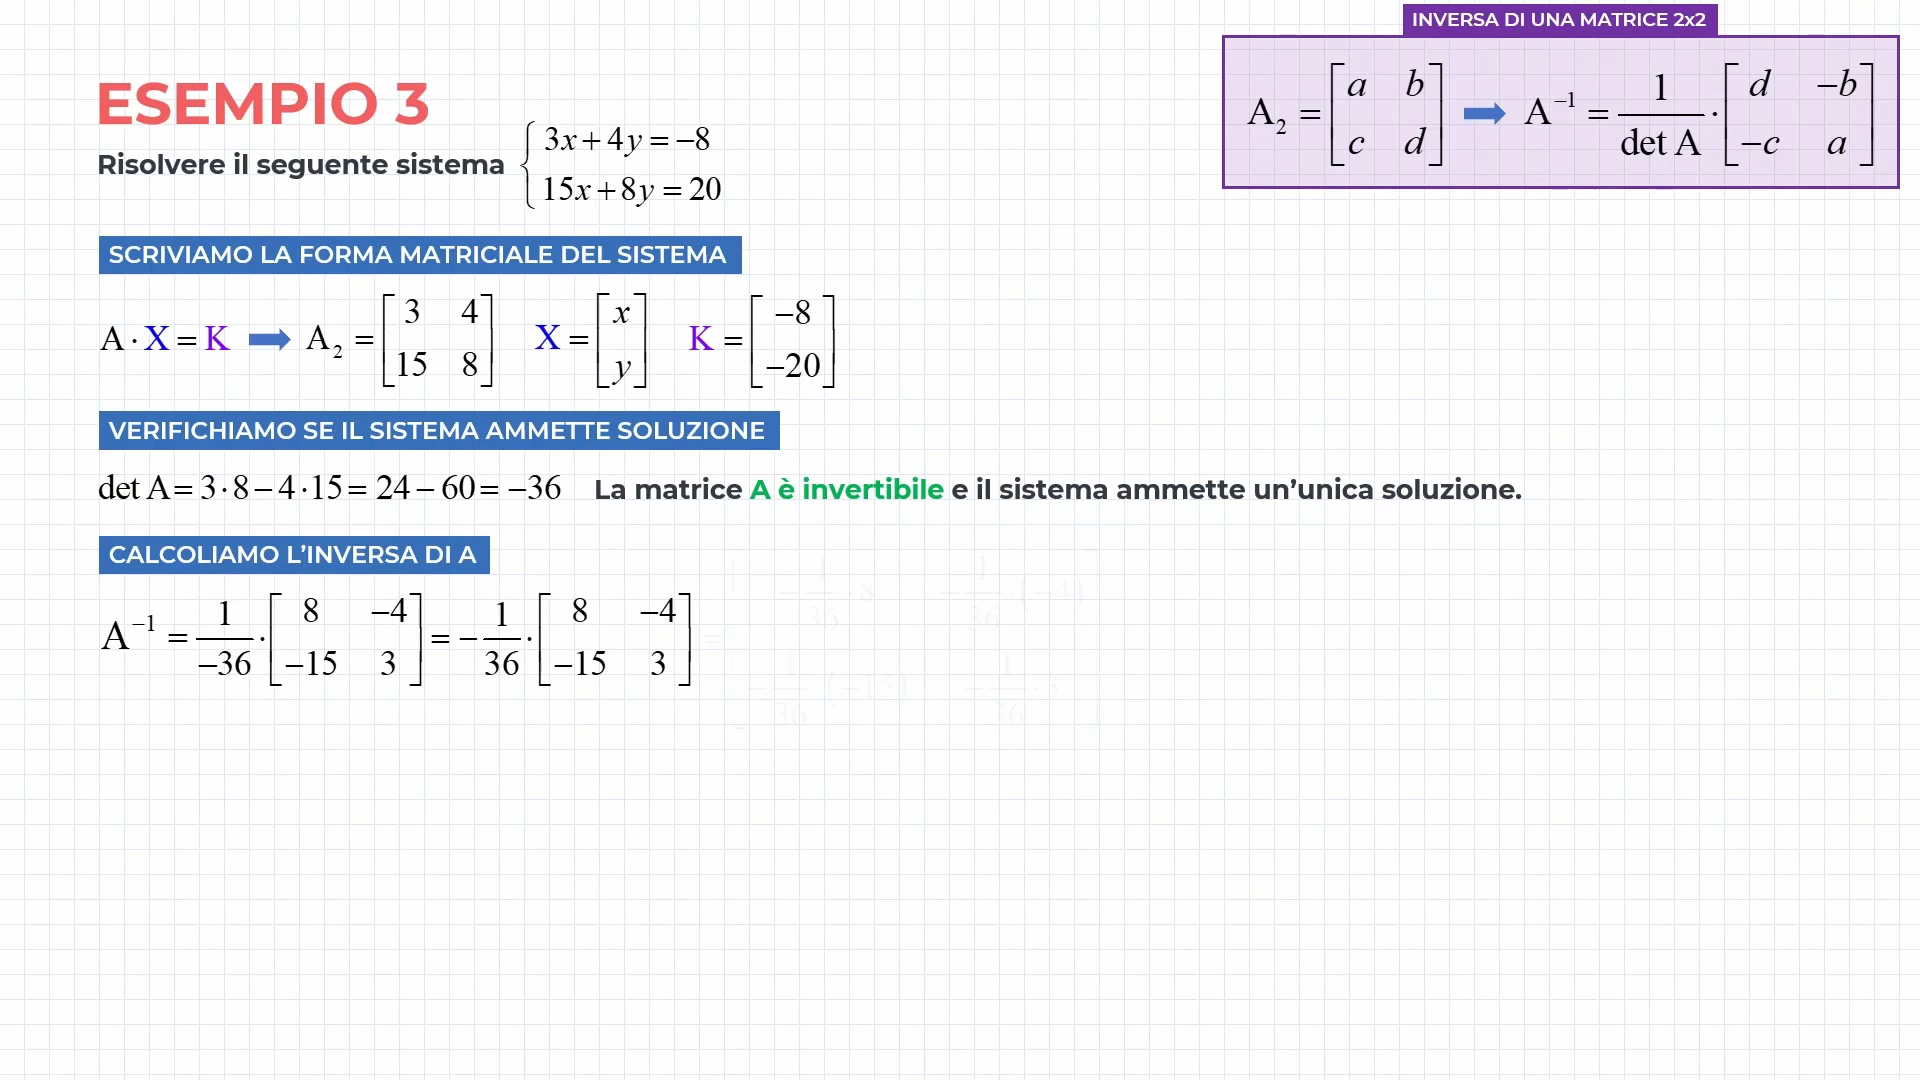 INVERSA DI UNA MATRICE 2x2
A₂ = [a b; c d] ➡ A⁻¹ = 1/det A · [d −b; −c a]
ESEMPIO 3
Risolvere il seguente sistema { 3x + 4y = −8
15x + 8y = 20
SCRIVIAMO LA FORMA MATRICIALE DEL SISTEMA
A · X = K ➡ A₂ = [3 4; 15 8] X = [x; y] K = [−8; −20]
VERIFICHIAMO SE IL SISTEMA AMMETTE SOLUZIONE
det A = 3·8 − 4·15 = 24 − 60 = −36 La matrice A è invertibile e il sistema ammette un’unica soluzione.
CALCOLIAMO L’INVERSA DI A
A⁻¹ = 1/−36 · [8 −4; −15 3] = −1/36 · [8 −4; −15 3]